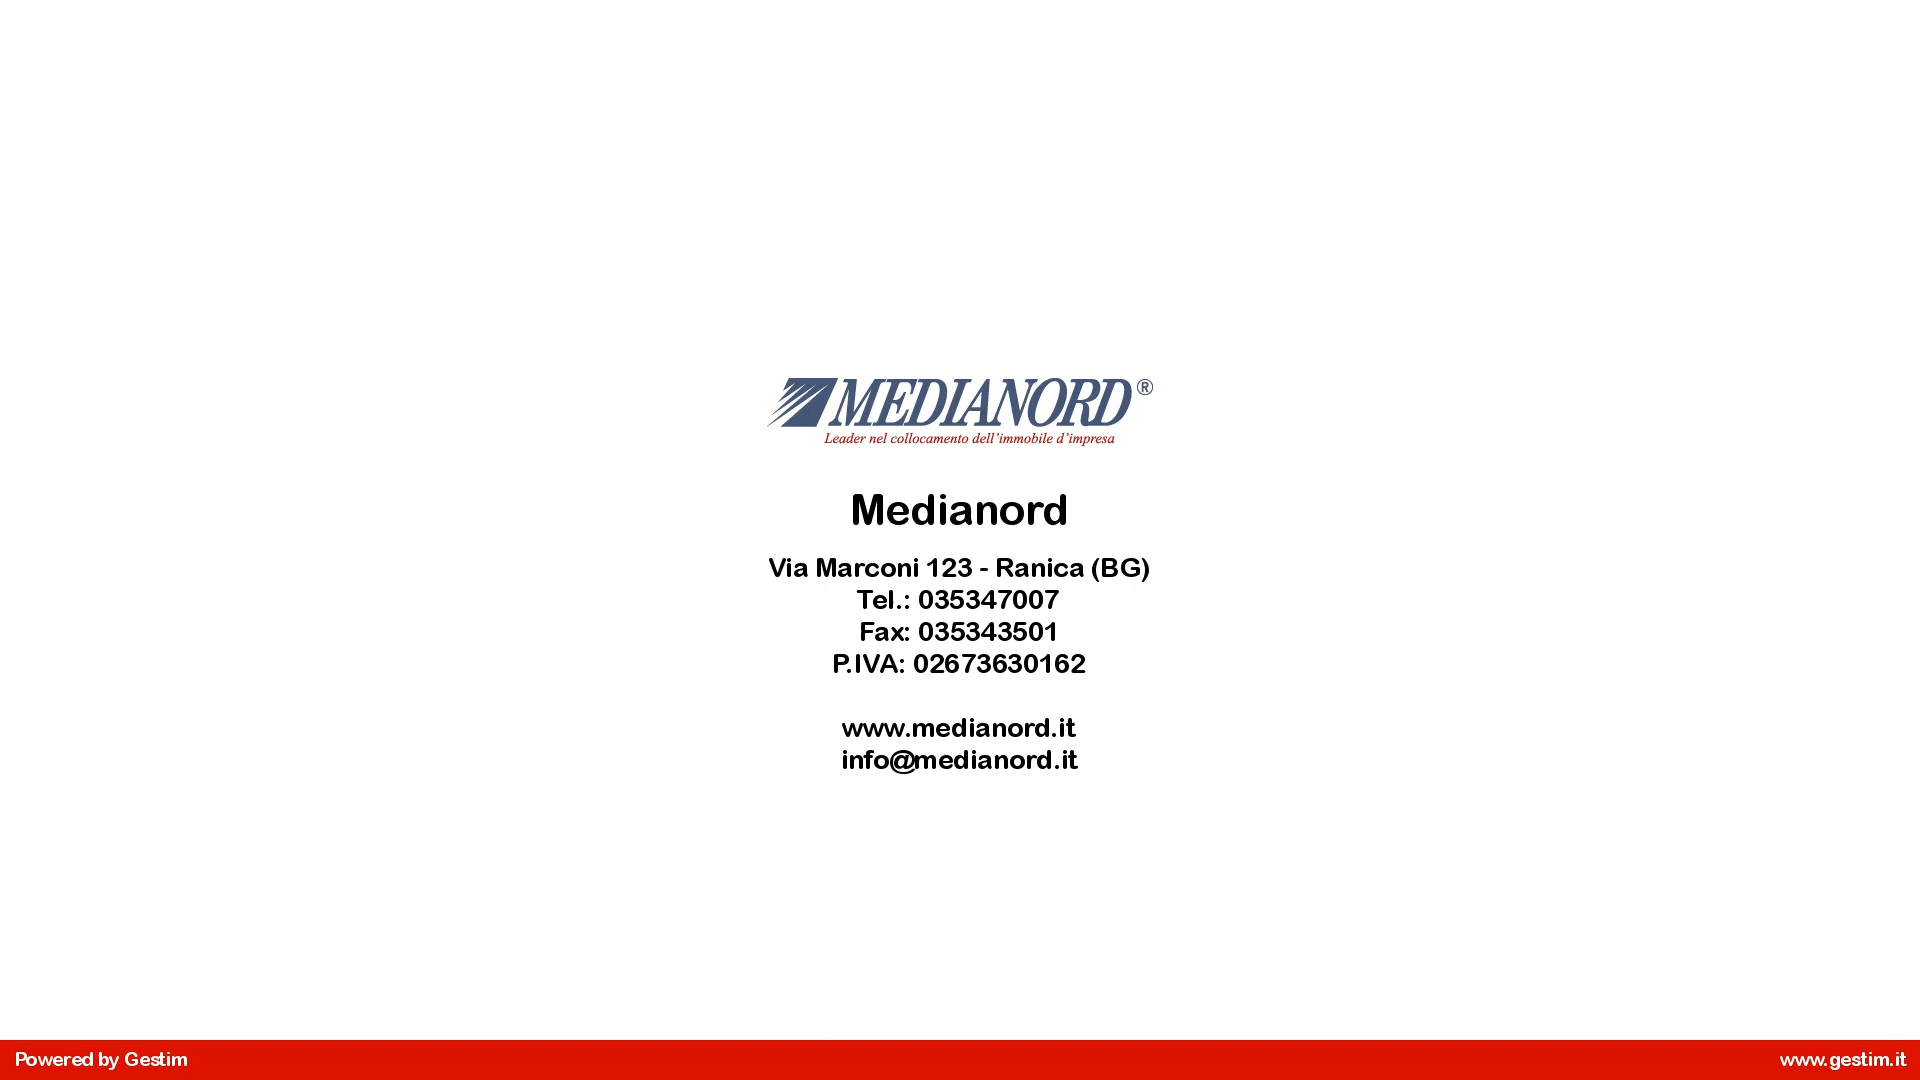 MEDIANORD®
Leader nel collocamento dell'immobile d'impresa
Medianord
Via Marconi 123 - Ranica (BG)
Tel.: 035347007
Fax: 035343501
P.IVA: 02673630162
www.medianord.it
info@medianord.it
Powered by Gestim
www.gestim.it